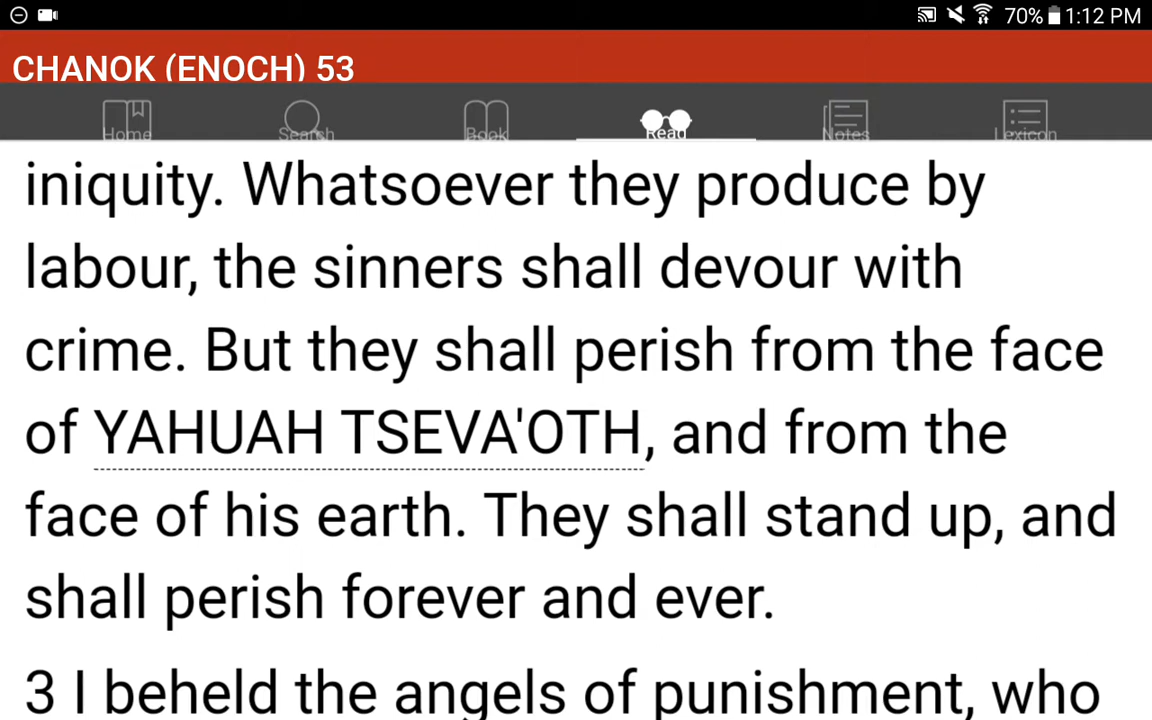 70% 1:12 PM
CHANOK (ENOCH) 53
Home Search Book Read Notes Lexicon
iniquity. Whatsoever they produce by
labour, the sinners shall devour with
crime. But they shall perish from the face
of YAHUAH TSEVA'OTH, and from the
face of his earth. They shall stand up, and
shall perish forever and ever.
3 I beheld the angels of punishment, who